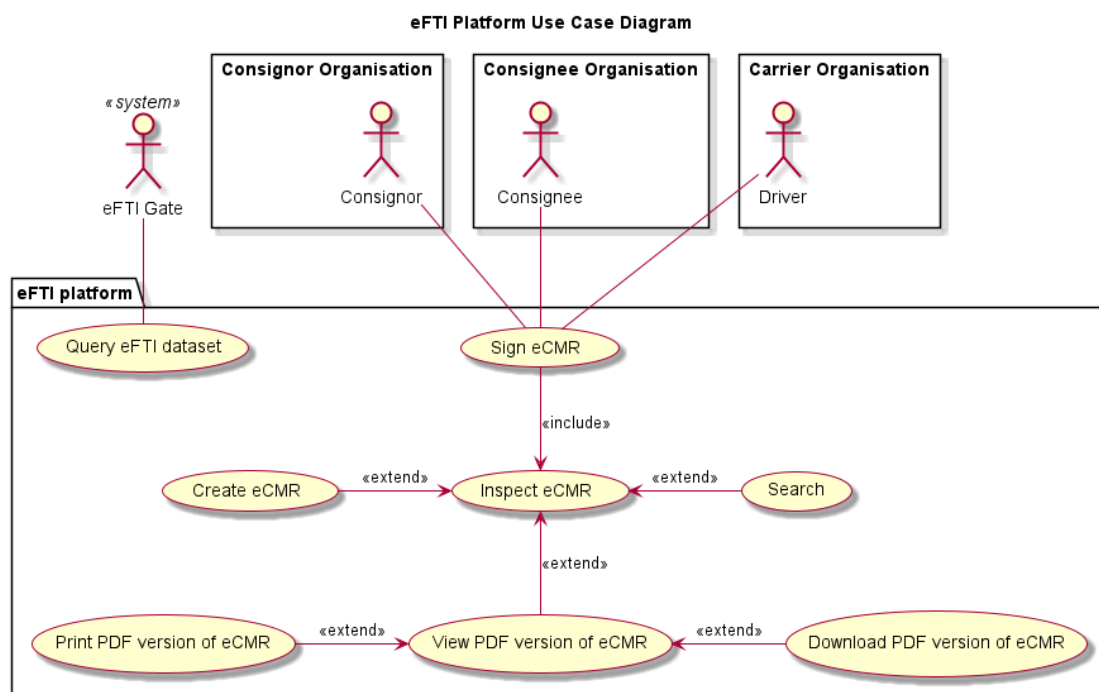 eFTI Platform Use Case Diagram
Consignor Organisation
Consignee Organisation
Carrier Organisation
«system»
eFTI Gate
Consignor
Consignee
Driver
eFTI platform
Query eFTI dataset
Sign eCMR
«include»
Create eCMR
«extend»
Inspect eCMR
«extend»
Search
«extend»
Print PDF version of eCMR
«extend»
View PDF version of eCMR
«extend»
Download PDF version of eCMR